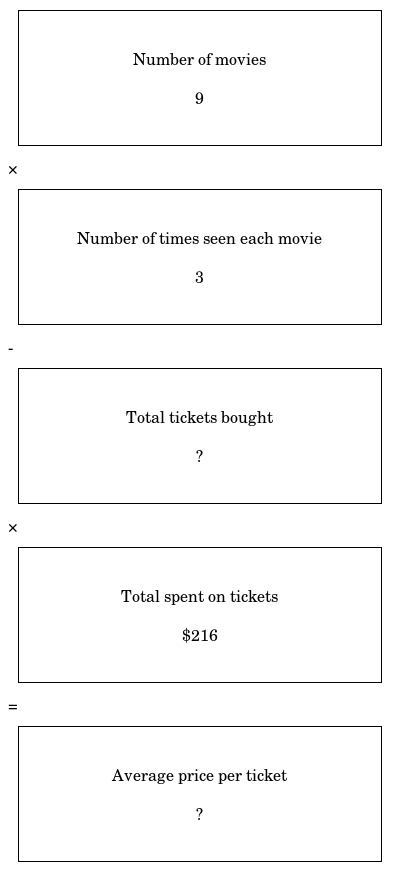 Number of movies
9
×
Number of times seen each movie
3
-
Total tickets bought
?
×
Total spent on tickets
$216
=
Average price per ticket
?